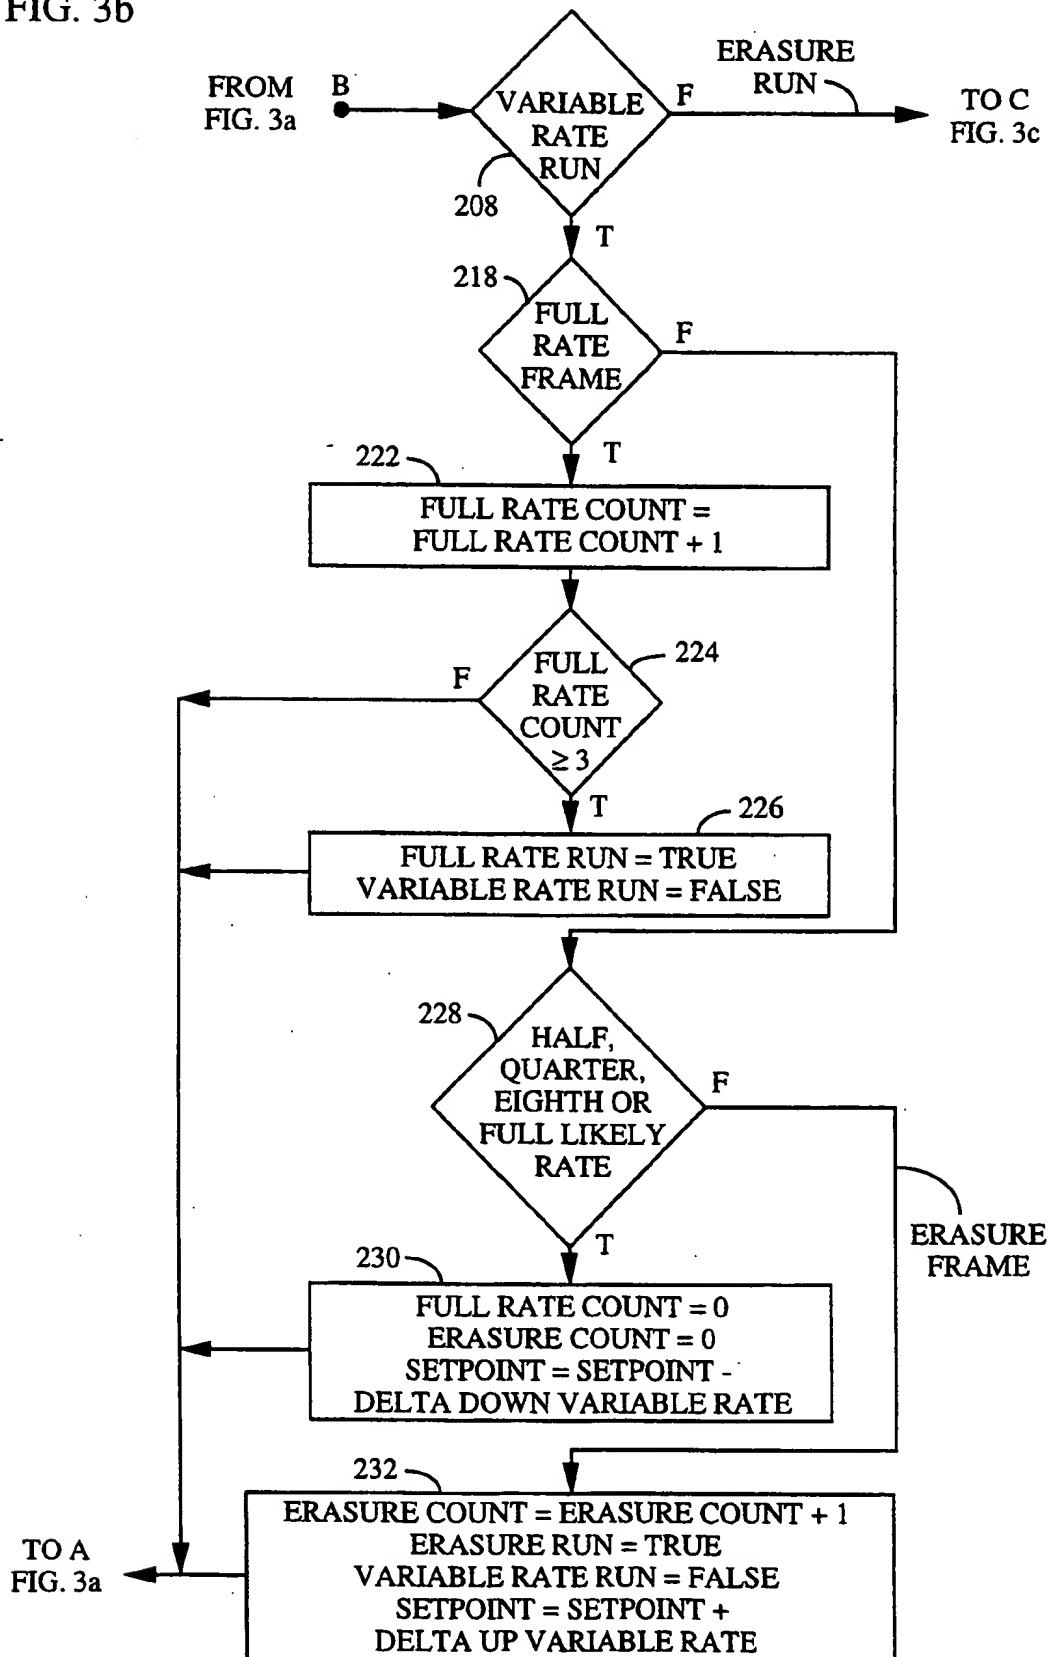 FIG. 3b
FROM
FIG. 3a
B
VARIABLE
RATE
RUN
F
ERASURE
RUN
TO C
FIG. 3c
208
T
218
FULL
RATE
FRAME
F
T
222
FULL RATE COUNT =
FULL RATE COUNT + 1
224
FULL
RATE
COUNT
≥ 3
F
T
226
FULL RATE RUN = TRUE
VARIABLE RATE RUN = FALSE
228
HALF,
QUARTER,
EIGHTH OR
FULL LIKELY
RATE
F
ERASURE
FRAME
T
230
FULL RATE COUNT = 0
ERASURE COUNT = 0
SETPOINT = SETPOINT -
DELTA DOWN VARIABLE RATE
232
ERASURE COUNT = ERASURE COUNT + 1
ERASURE RUN = TRUE
VARIABLE RATE RUN = FALSE
SETPOINT = SETPOINT +
DELTA UP VARIABLE RATE
TO A
FIG. 3a